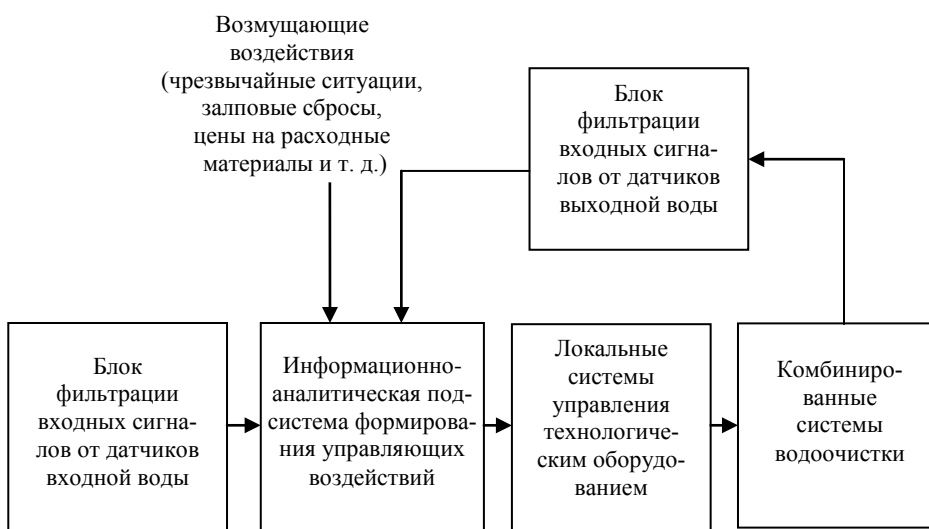 Возмущающие
воздействия
(чрезвычайные ситуации,
залповые сбросы,
цены на расходные
материалы и т. д.)
Блок
фильтрации
входных сигна-
лов от датчиков
выходной воды
Блок
фильтрации
входных сигна-
лов от датчиков
входной воды
Информационно-
аналитическая под-
система формирова-
ния управляющих
воздействий
Локальные
системы
управления
технологиче-
ским оборудо-
ванием
Комбиниро-
ванные
системы
водоочистки